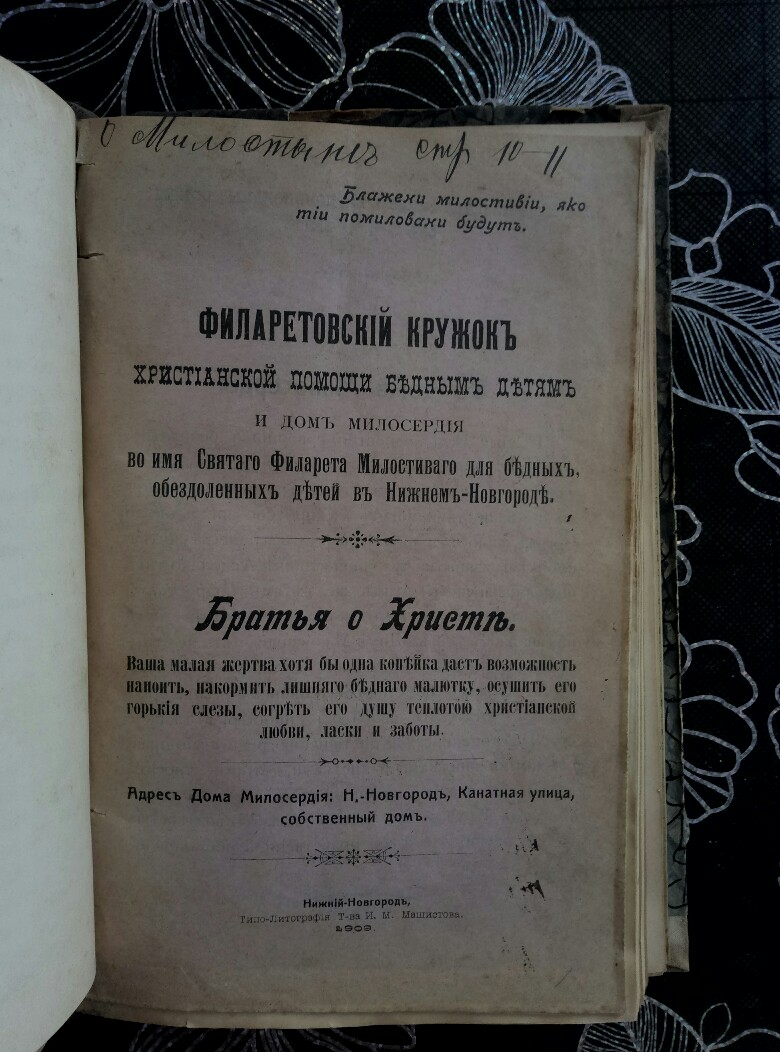 О Милостынѣ стр 10-11
Блажени милостивіи, яко
тіи помиловани будутъ.
ФИЛАРЕТОВСКІЙ КРУЖОКЪ
ХРИСТІАНСКОЙ ПОМОЩИ БѢДНЫМЪ ДѢТЯМЪ
И ДОМЪ МИЛОСЕРДІЯ
во имя Святаго Филарета Милостиваго для бѣдныхъ,
обездоленныхъ дѣтей въ Нижнемъ-Новгородѣ.
Братья о Христѣ.
Ваша малая жертва хотя бы одна копѣйка дастъ возможность
напоить, накормить лишняго бѣднаго малютку, осушить его
горькія слезы, согрѣть его душу теплотою христіанской
любви, ласки и заботы.
Адресъ Дома Милосердія: Н.-Новгородъ, Канатная улица,
собственный домъ.
Нижній-Новгородъ,
Типо-Литографія Т-ва И. М. Машистова.
1909.